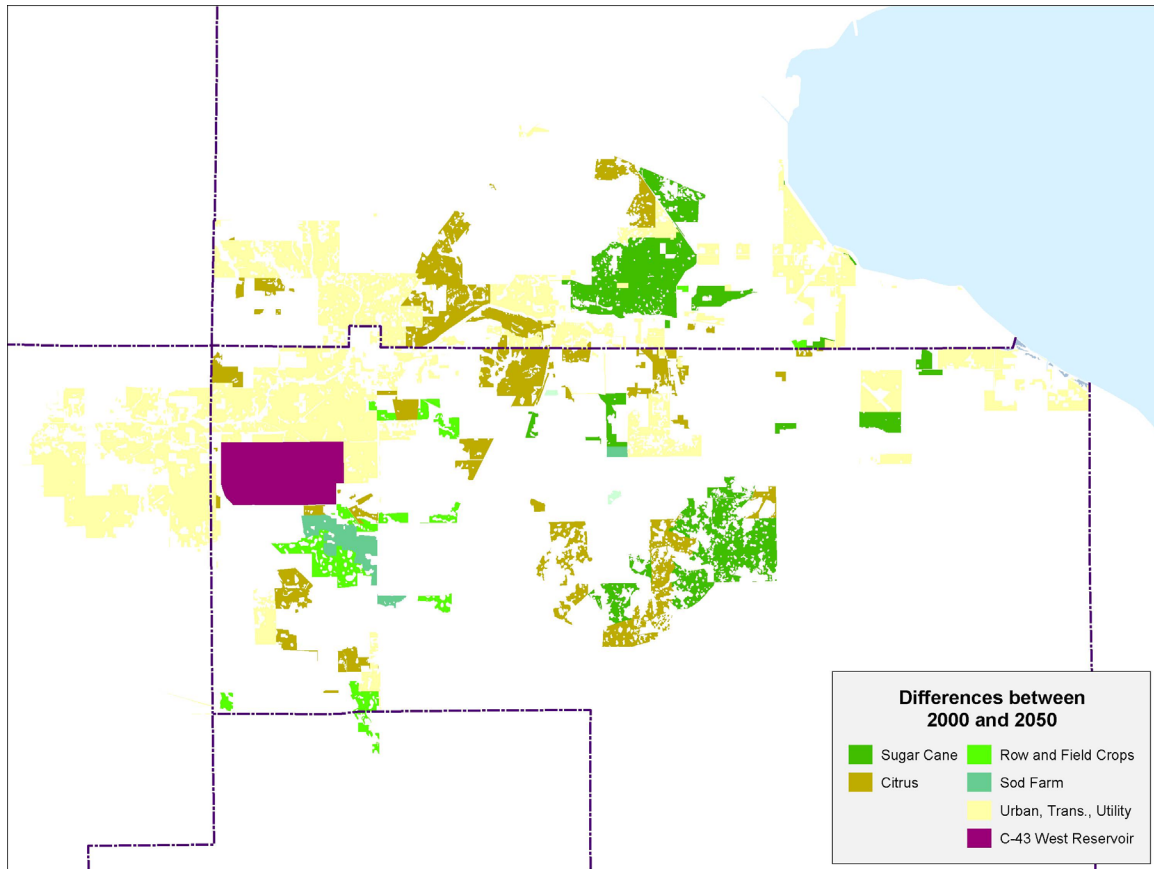 Differences between
2000 and 2050
Sugar Cane
Row and Field Crops
Citrus
Sod Farm
Urban, Trans., Utility
C-43 West Reservoir